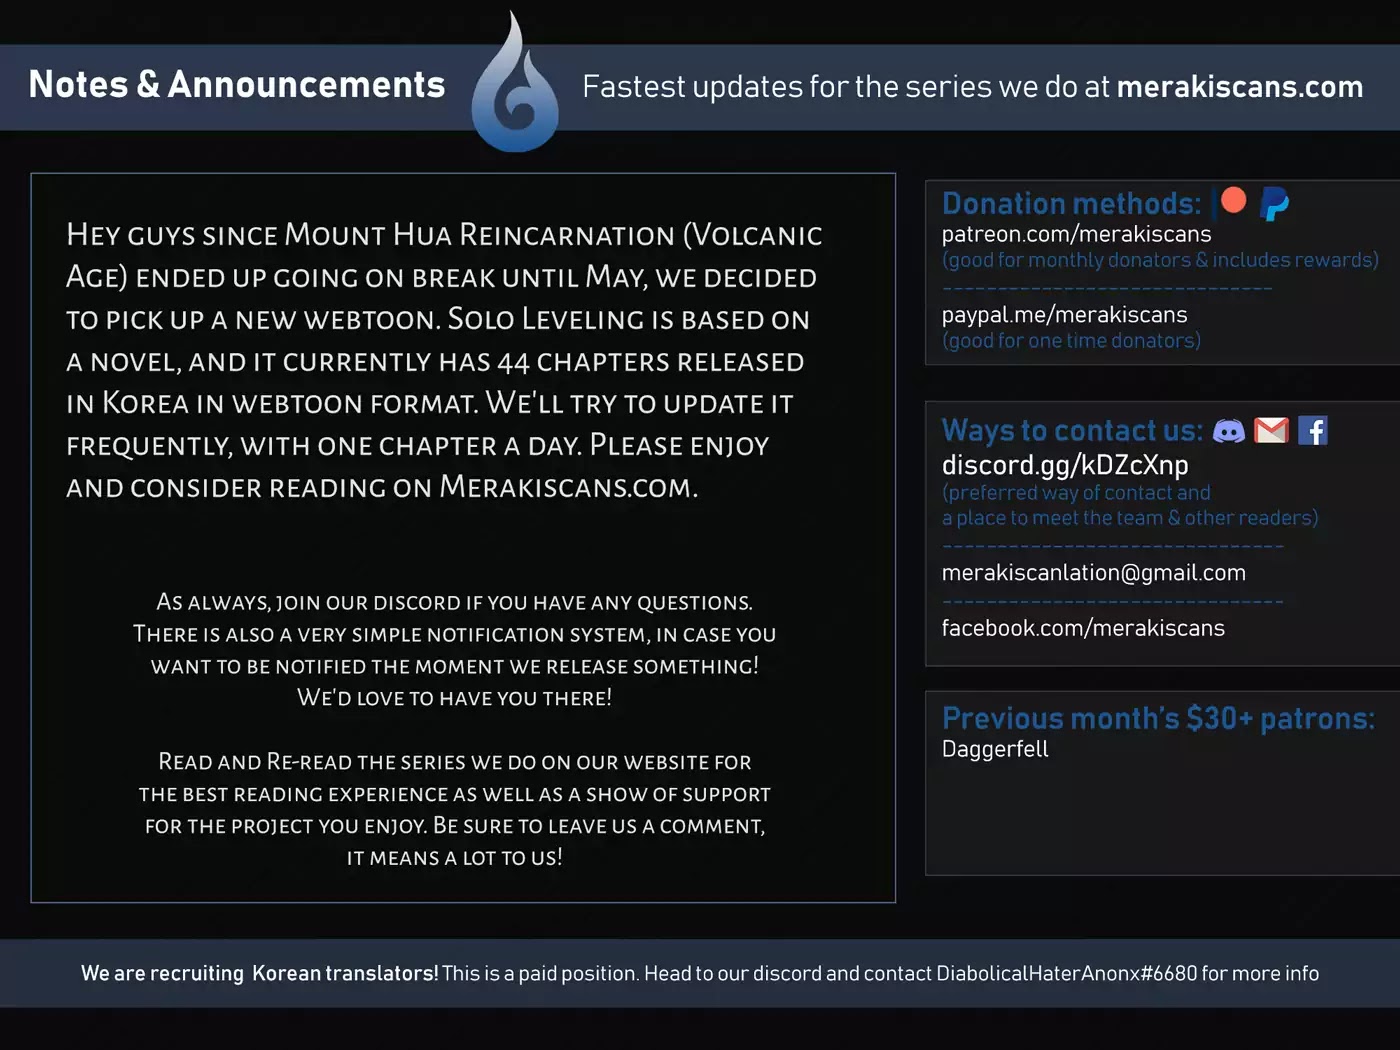 Notes & Announcements
Fastest updates for the series we do at merakiscans.com
Hey guys since Mount Hua Reincarnation (Volcanic
Age) ended up going on break until May, we decided
to pick up a new webtoon. Solo Leveling is based on
a novel, and it currently has 44 chapters released
in Korea in webtoon format. We'll try to update it
frequently, with one chapter a day. Please enjoy
and consider reading on Merakiscans.com.
As always, join our discord if you have any questions.
There is also a very simple notification system, in case you
want to be notified the moment we release something!
We'd love to have you there!
Read and Re-read the series we do on our website for
the best reading experience as well as a show of support
for the project you enjoy. Be sure to leave us a comment,
it means a lot to us!
Donation methods:
patreon.com/merakiscans
(good for monthly donators & includes rewards)
------------------------------
paypal.me/merakiscans
(good for one time donators)
Ways to contact us:
discord.gg/kDZcXnp
(preferred way of contact and
a place to meet the team & other readers)
-------------------------------
merakiscanlation@gmail.com
-------------------------------
facebook.com/merakiscans
Previous month's $30+ patrons:
Daggerfell
We are recruiting Korean translators! This is a paid position. Head to our discord and contact DiabolicalHaterAnonx#6680 for more info